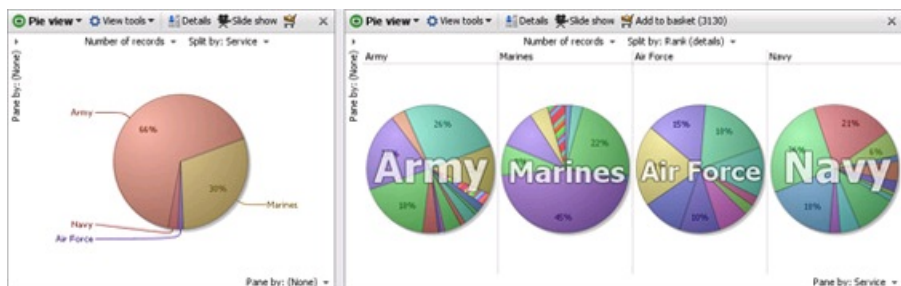 Pie view View tools Details Slide show
Number of records Split by: Service
Pane by: (None)
Army
66%
30%
Marines
Navy
Air Force
Pane by: (None)
Pie view View tools Details Slide show Add to basket (3130)
Number of records Split by: Rank (details)
Pane by: (None)
Army Marines Air Force Navy
26%
18%
Army
22%
45%
Marines
15%
18%
10%
Air Force
21%
6%
18%
Navy
Pane by: Service